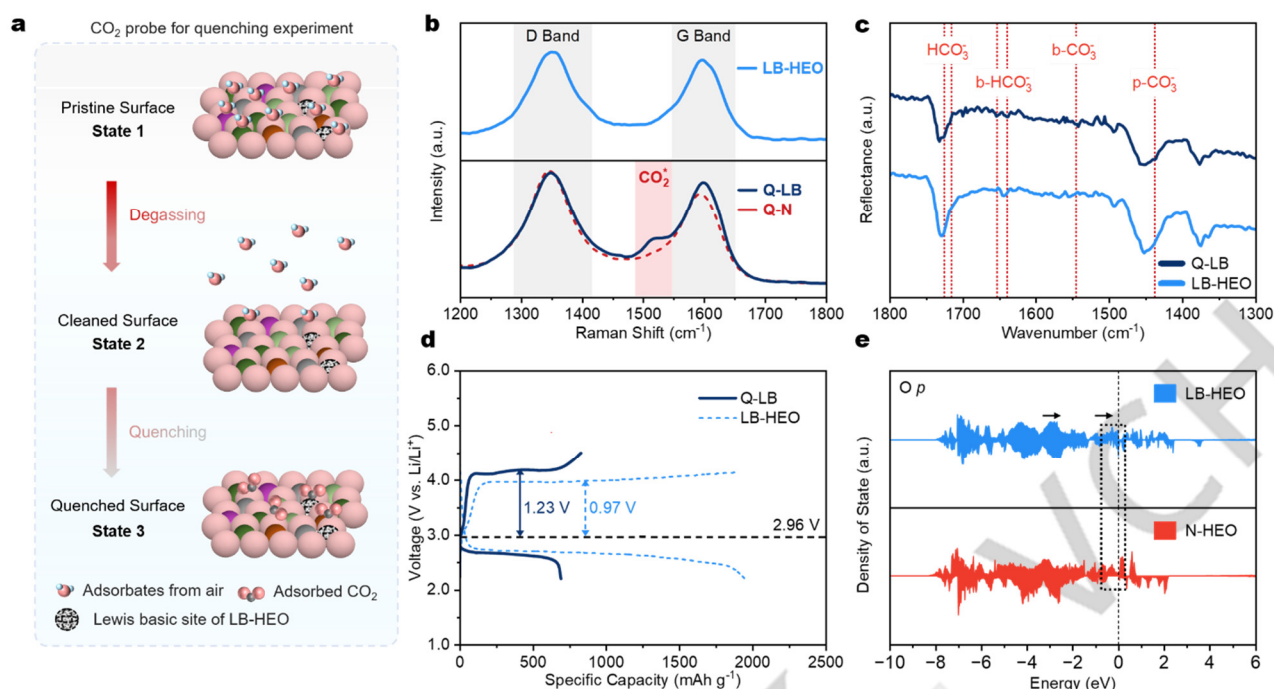 a
CO₂ probe for quenching experiment
Pristine Surface
State 1
Degassing
Cleaned Surface
State 2
Quenching
Quenched Surface
State 3
Adsorbates from air
Adsorbed CO₂
Lewis basic site of LB-HEO
b
D Band
G Band
LB-HEO
CO₂*
Q-LB
Q-N
Intensity (a.u.)
1200 1300 1400 1500 1600 1700 1800
Raman Shift (cm⁻¹)
c
HCO₃⁻
b-CO₃⁻
b-HCO₃⁻
p-CO₃⁻
Reflectance (a.u.)
Q-LB
LB-HEO
1800 1700 1600 1500 1400 1300
Wavenumber (cm⁻¹)
d
6.0
Q-LB
5.0
LB-HEO
4.0
1.23 V
0.97 V
2.96 V
3.0
2.0
1.0
Voltage (V vs. Li/Li⁺)
0 500 1000 1500 2000 2500
Specific Capacity (mAh g⁻¹)
e
O p
LB-HEO
N-HEO
Density of State (a.u.)
−10 −8 −6 −4 −2 0 2 4 6
Energy (eV)
VCH